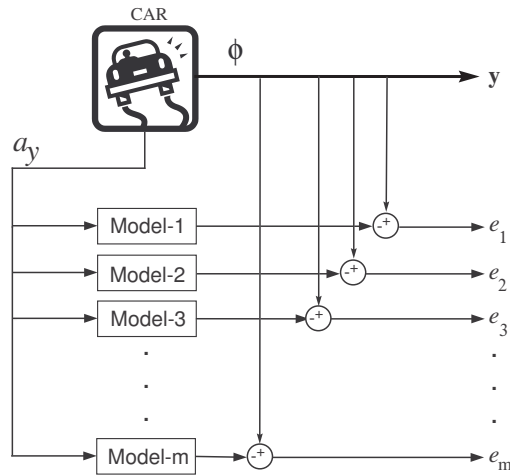 CAR
ϕ
y
a_y
Model-1
-+
e_1
Model-2
-+
e_2
Model-3
-+
e_3
.
.
.
.
.
.
Model-m
-+
e_m